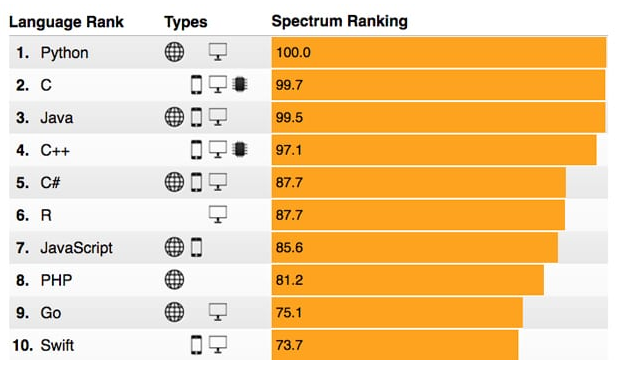 Language Rank Types Spectrum Ranking
1. Python 100.0
2. C 99.7
3. Java 99.5
4. C++ 97.1
5. C# 87.7
6. R 87.7
7. JavaScript 85.6
8. PHP 81.2
9. Go 75.1
10. Swift 73.7